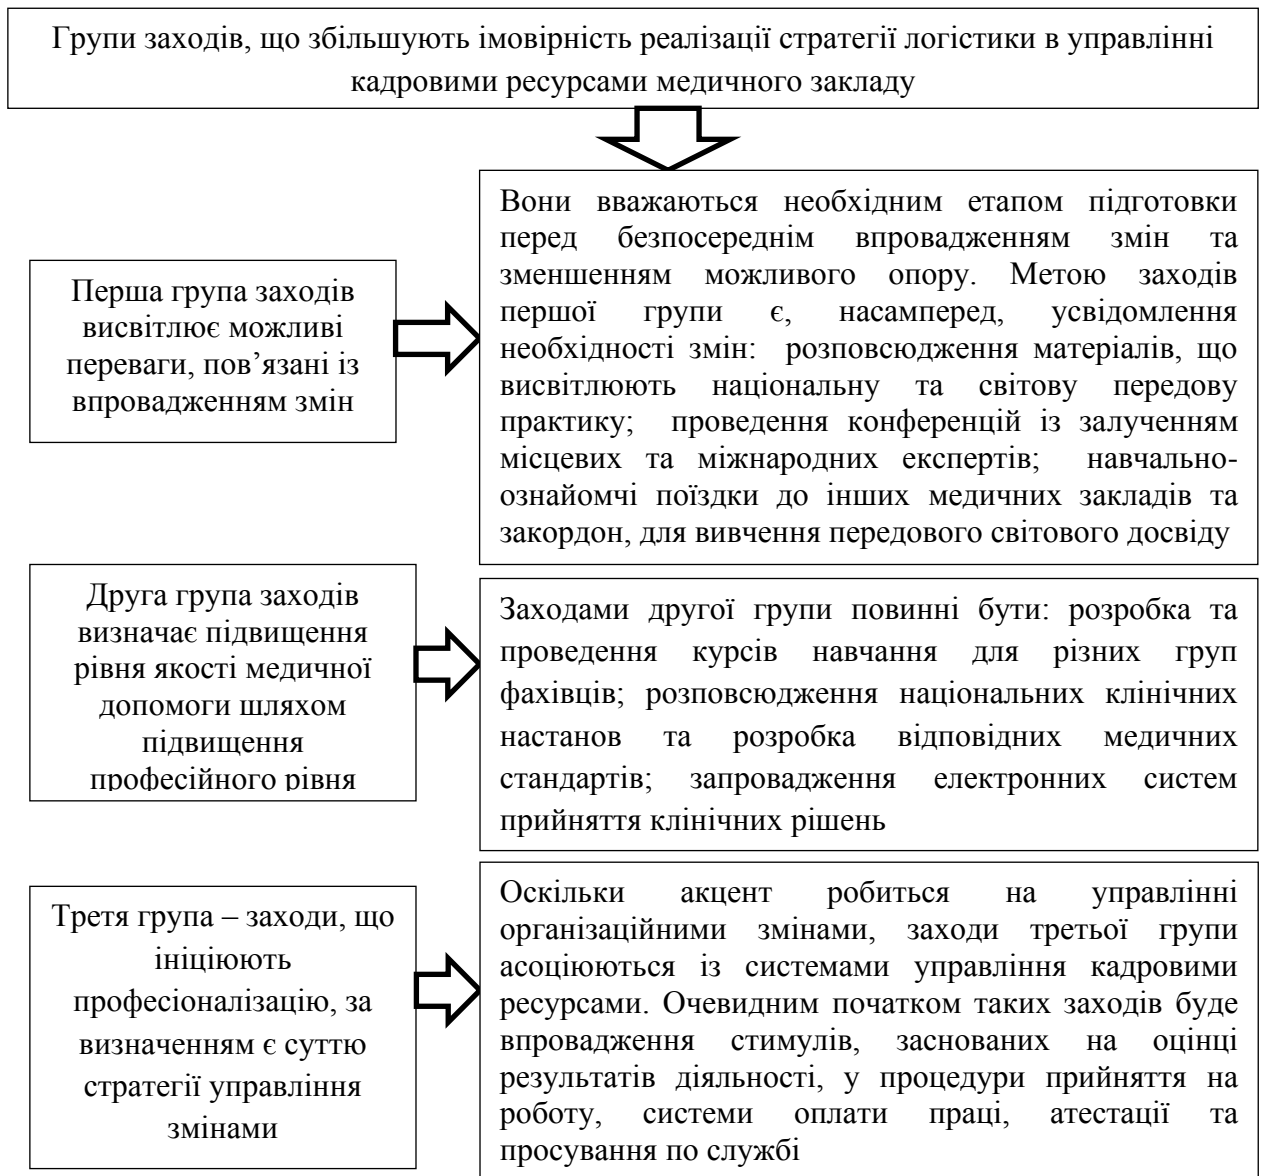 Групи заходів, що збільшують імовірність реалізації стратегії логістики в управлінні
кадровими ресурсами медичного закладу
Перша група заходів
висвітлює можливі
переваги, пов’язані із
впровадженням змін
Вони вважаються необхідним етапом підготовки
перед безпосереднім впровадженням змін та
зменшенням можливого опору. Метою заходів
першої групи є, насамперед, усвідомлення
необхідності змін: розповсюдження матеріалів, що
висвітлюють національну та світову передову
практику; проведення конференцій із залученням
місцевих та міжнародних експертів; навчально-
ознайомчі поїздки до інших медичних закладів та
закордон, для вивчення передового світового досвіду
Друга група заходів
визначає підвищення
рівня якості медичної
допомоги шляхом
підвищення
професійного рівня
Заходами другої групи повинні бути: розробка та
проведення курсів навчання для різних груп
фахівців; розповсюдження національних клінічних
настанов та розробка відповідних медичних
стандартів; запровадження електронних систем
прийняття клінічних рішень
Третя група – заходи, що
ініціюють
професіоналізацію, за
визначенням є суттю
стратегії управління
змінами
Оскільки акцент робиться на управлінні
організаційними змінами, заходи третьої групи
асоціюються із системами управління кадровими
ресурсами. Очевидним початком таких заходів буде
впровадження стимулів, заснованих на оцінці
результатів діяльності, у процедури прийняття на
роботу, системи оплати праці, атестації та
просування по службі